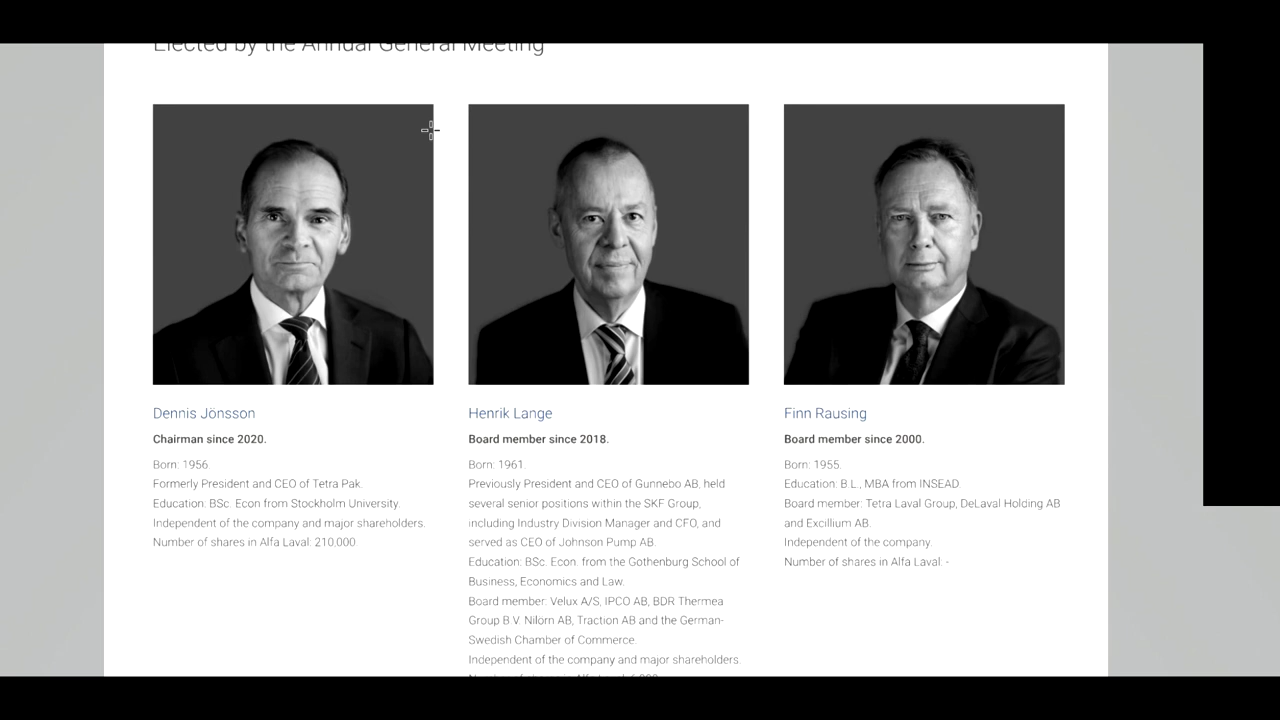 Elected by the Annual General Meeting
Dennis Jönsson
Chairman since 2020.
Born: 1956.
Formerly President and CEO of Tetra Pak.
Education: BSc. Econ from Stockholm University.
Independent of the company and major shareholders.
Number of shares in Alfa Laval: 210,000.
Henrik Lange
Board member since 2018.
Born: 1961.
Previously President and CEO of Gunnebo AB, held
several senior positions within the SKF Group,
including Industry Division Manager and CFO, and
served as CEO of Johnson Pump AB.
Education: BSc. Econ. from the Gothenburg School of
Business, Economics and Law.
Board member: Velux A/S, IPCO AB, BDR Thermea
Group B.V. Nilorn AB, Traction AB and the German-
Swedish Chamber of Commerce.
Independent of the company and major shareholders.
Finn Rausing
Board member since 2000.
Born: 1955.
Education: B.L., MBA from INSEAD.
Board member: Tetra Laval Group, DeLaval Holding AB
and Excillium AB.
Independent of the company.
Number of shares in Alfa Laval: -